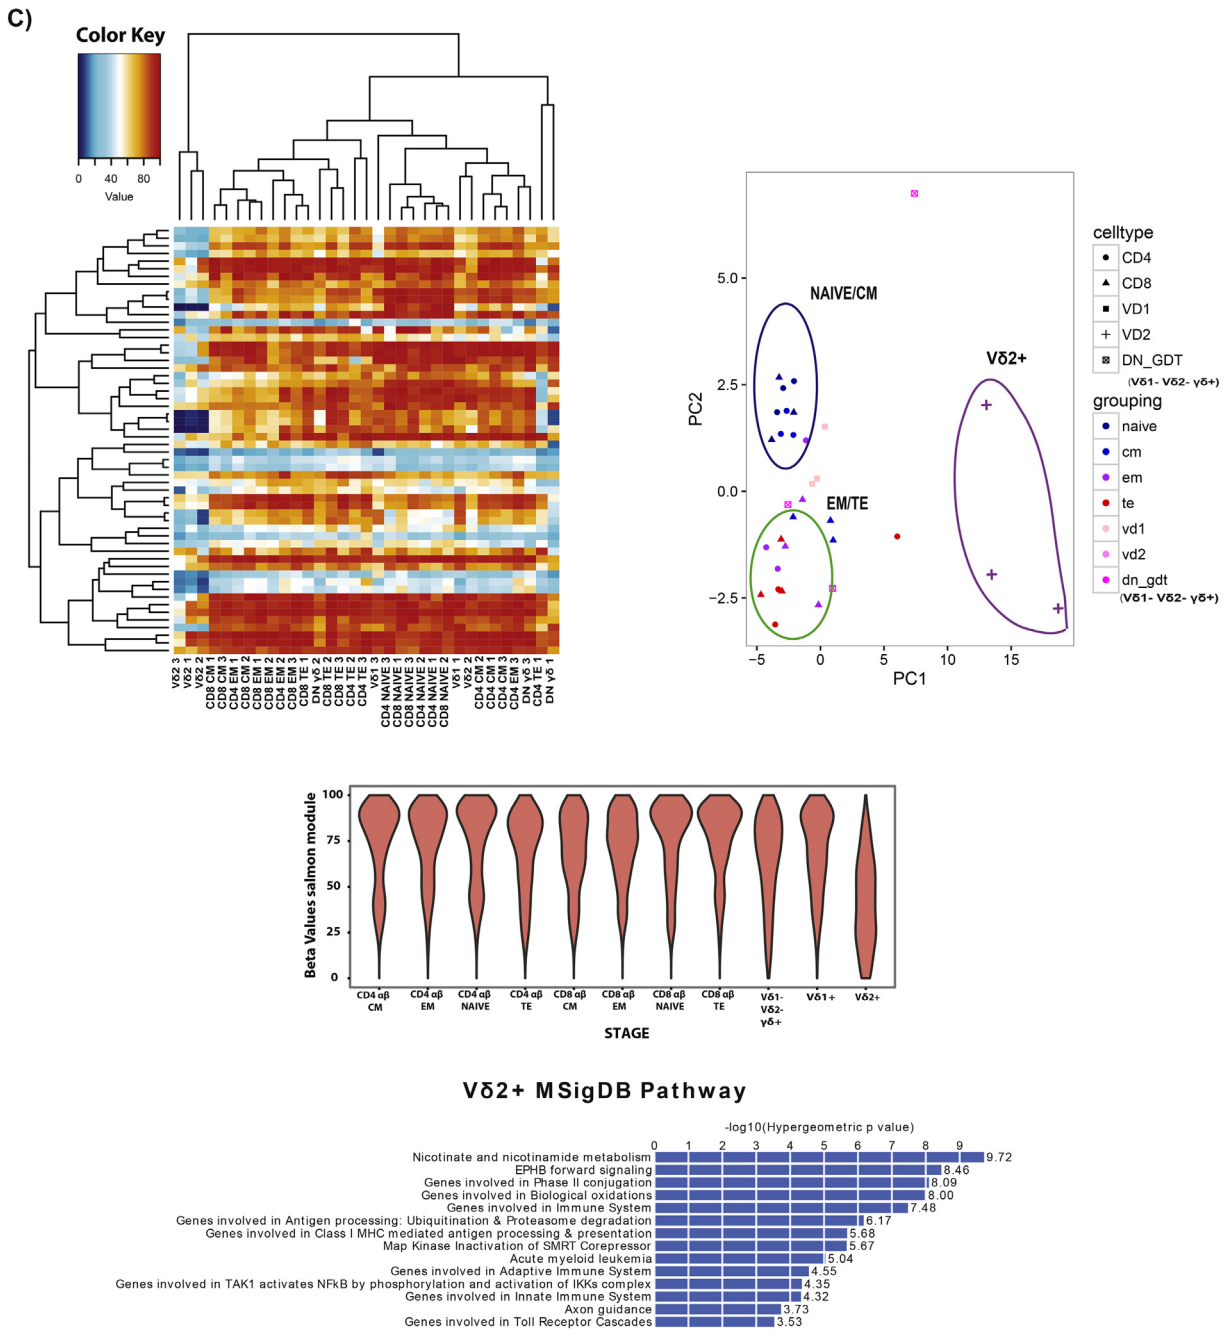 C)
Color Key
0 40 80
Value
Vδ2 3
Vδ2 1
Vδ2 2
CD8 CM 1
CD8 CM 3
CD4 EM 1
CD8 CM 2
CD8 EM 1
CD8 EM 2
CD4 EM 2
CD8 EM 3
CD8 TE 1
DN γδ 2
CD8 TE 2
CD8 TE 3
CD4 TE 2
CD4 TE 3
Vδ1 3
CD4 NAIVE 3
CD8 NAIVE 1
CD8 NAIVE 3
CD4 NAIVE 2
CD4 NAIVE 1
CD8 NAIVE 2
Vδ1 1
Vδ1 2
CD4 CM 2
CD4 CM 1
CD4 CM 3
CD4 EM 3
DN γδ 3
CD4 TE 1
DN γδ 1
PC2
5.0
2.5
0.0
−2.5
NAIVE/CM
EM/TE
Vδ2+
−5 0 5 10 15
PC1
celltype
CD4
CD8
VD1
VD2
DN_GDT
(Vδ1- Vδ2- γδ+)
grouping
naive
cm
em
te
vd1
vd2
dn_gdt
(Vδ1- Vδ2- γδ+)
Beta Values salmon module
100
75
50
25
0
CD4 αβ CD4 αβ CD4 αβ CD4 αβ CD8 αβ CD8 αβ CD8 αβ CD8 αβ Vδ1- Vδ1+ Vδ2+
CM EM NAIVE TE CM EM NAIVE TE Vδ2-
γδ+
STAGE
Vδ2+ MSigDB Pathway
-log10(Hypergeometric p value)
0 1 2 3 4 5 6 7 8 9
Nicotinate and nicotinamide metabolism 9.72
EPHB forward signaling 8.46
Genes involved in Phase II conjugation 8.09
Genes involved in Biological oxidations 8.00
Genes involved in Immune System 7.48
Genes involved in Antigen processing: Ubiquitination & Proteasome degradation 6.17
Genes involved in Class I MHC mediated antigen processing & presentation 5.68
Map Kinase Inactivation of SMRT Corepressor 5.67
Acute myeloid leukemia 5.04
Genes involved in Adaptive Immune System 4.55
Genes involved in TAK1 activates NFkB by phosphorylation and activation of IKKs complex 4.35
Genes involved in Innate Immune System 4.32
Axon guidance 3.73
Genes involved in Toll Receptor Cascades 3.53